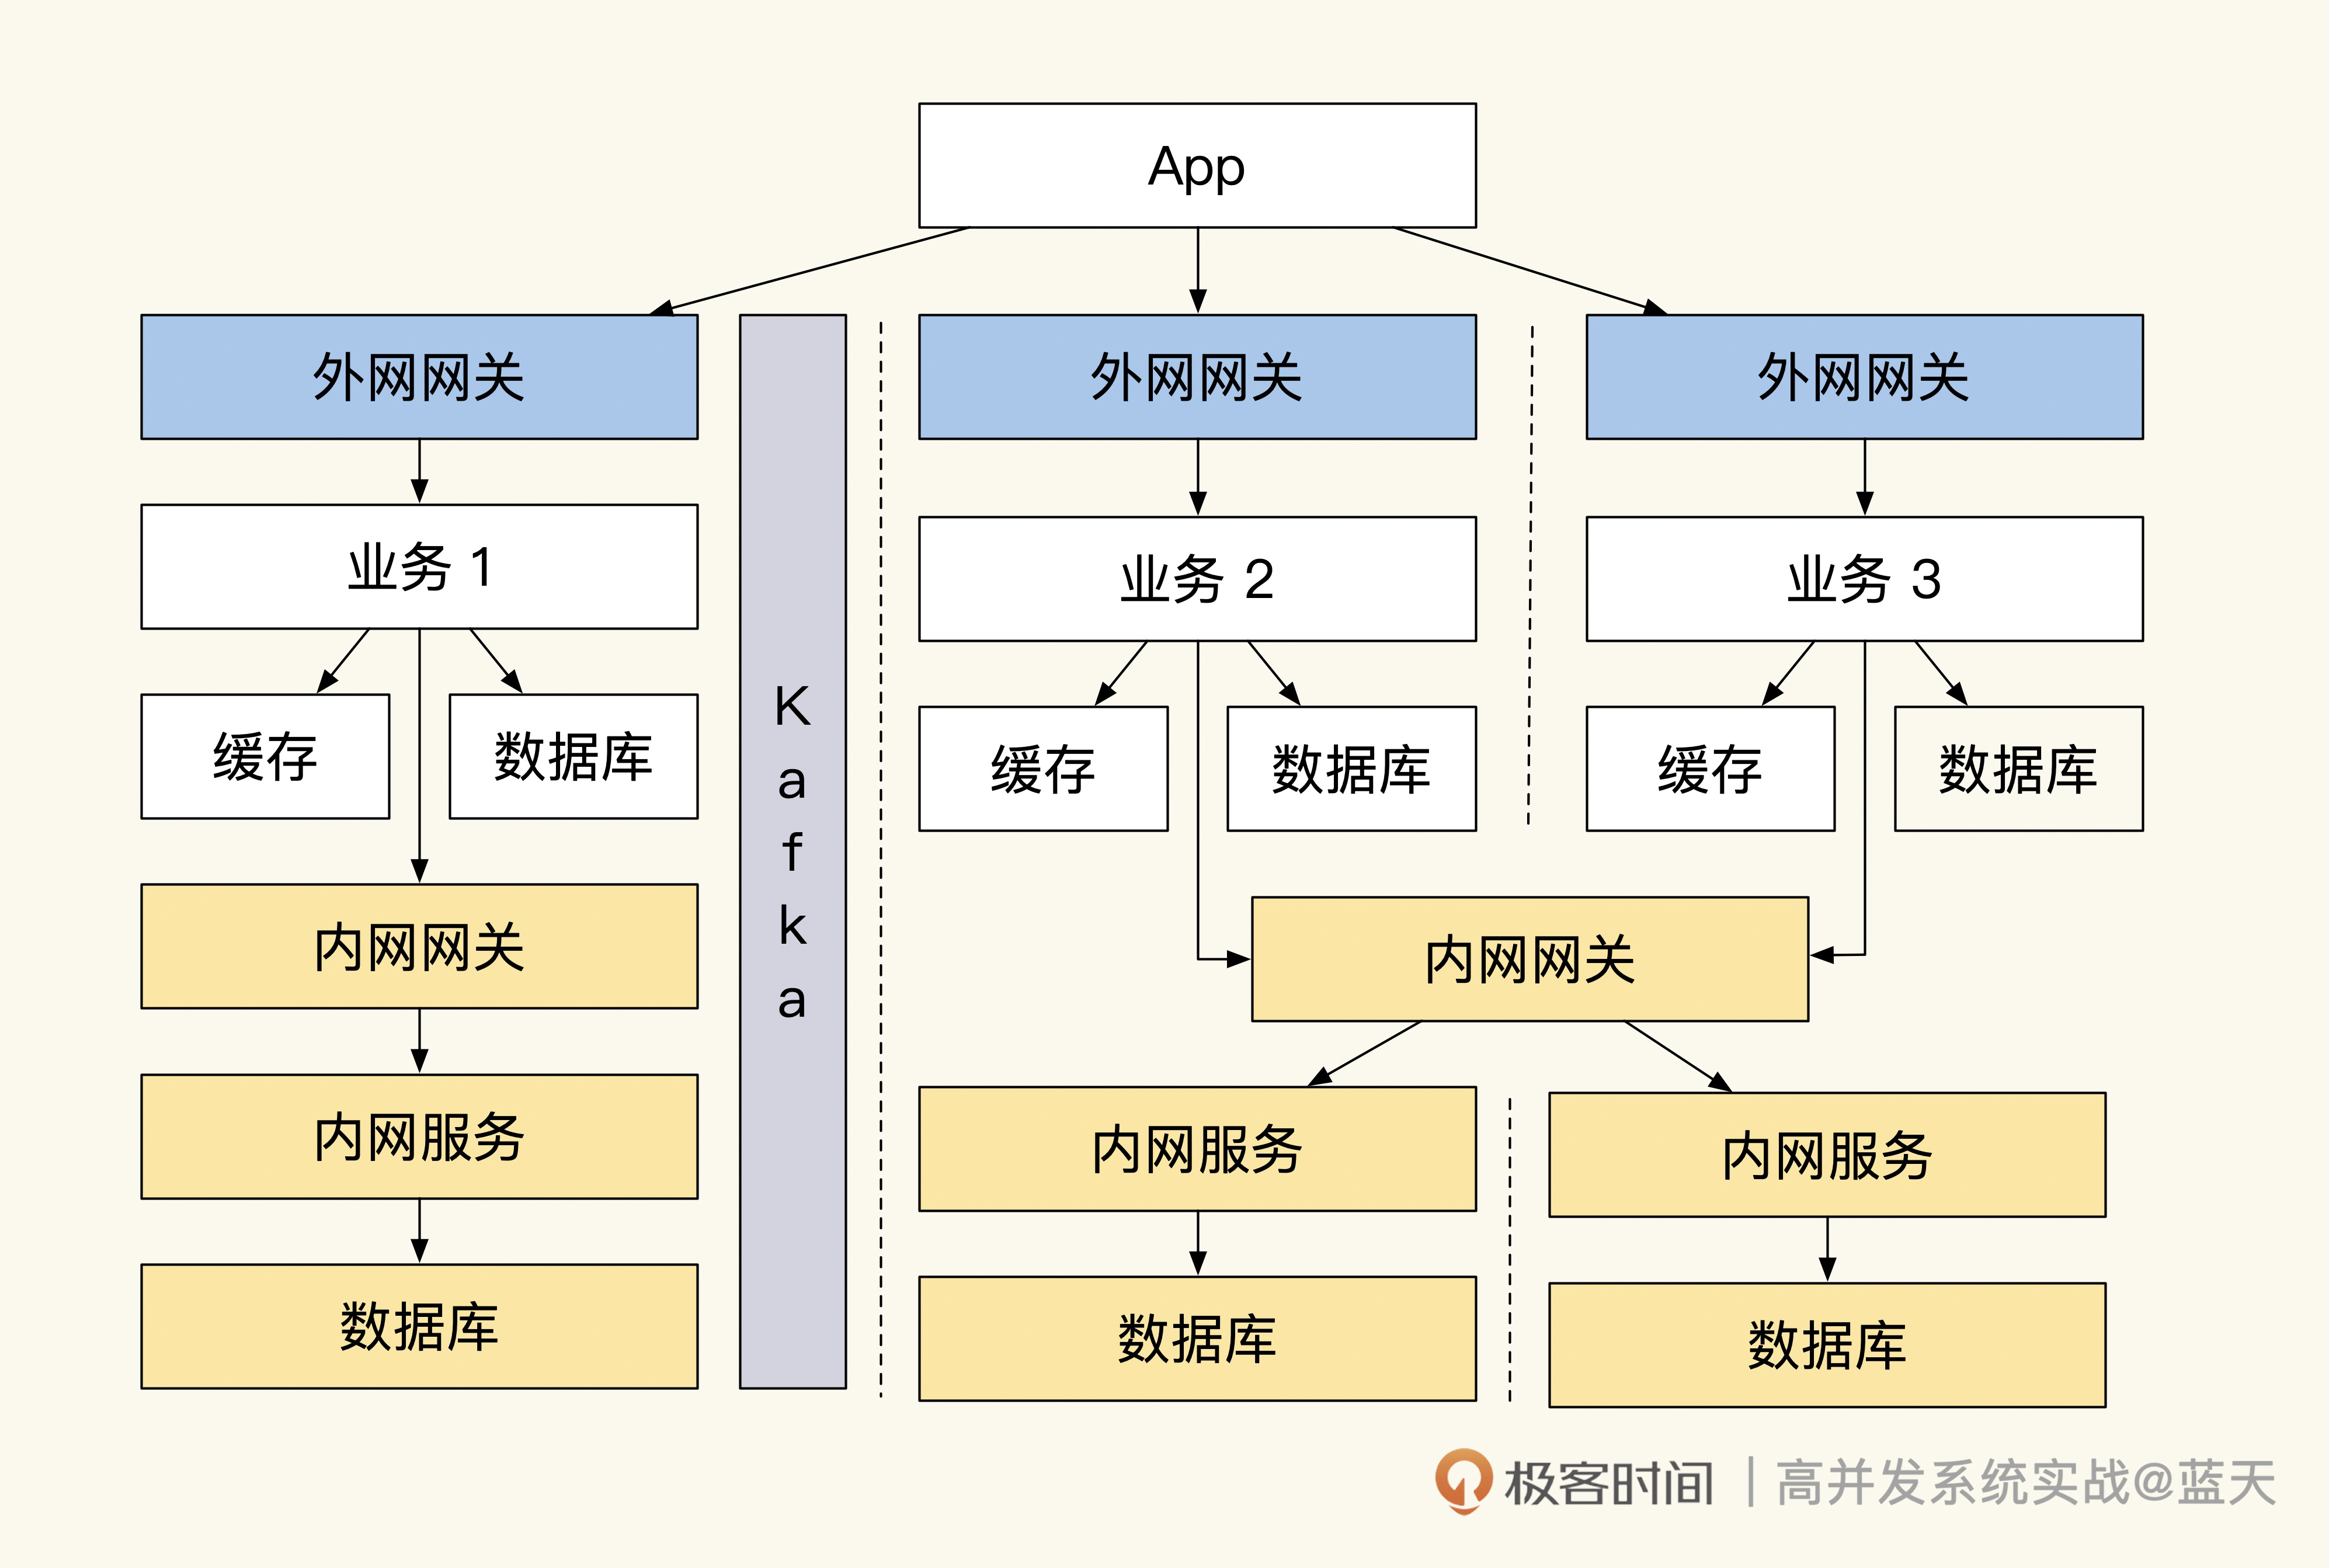 App
外网网关
外网网关
外网网关
业务 1
业务 2
业务 3
缓存
数据库
缓存
数据库
缓存
数据库
Kafka
内网网关
内网网关
内网服务
内网服务
内网服务
数据库
数据库
数据库
极客时间 | 高并发系统实战@蓝天